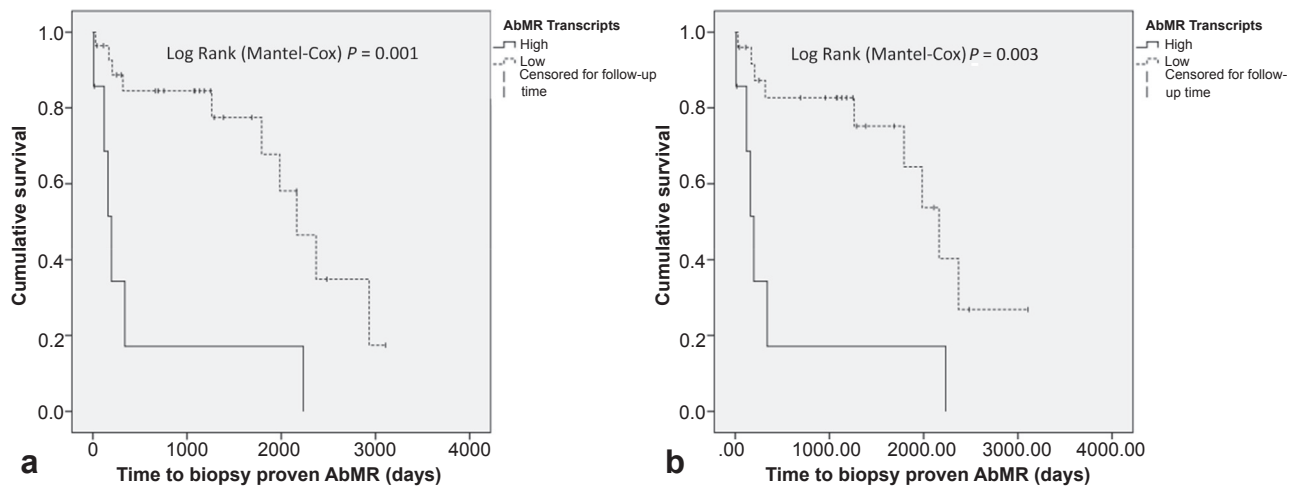 AbMR Transcripts
High
Low
Censored for follow-up
time
Log Rank (Mantel-Cox) P = 0.001
Cumulative survival
1.0
0.8
0.6
0.4
0.2
0.0
0
1000
2000
3000
4000
Time to biopsy proven AbMR (days)
a
AbMR Transcripts
High
Low
Censored for follow-
up time
Log Rank (Mantel-Cox) P = 0.003
Cumulative survival
1.0
0.8
0.6
0.4
0.2
0.0
.00
1000.00
2000.00
3000.00
4000.00
Time to biopsy proven AbMR (days)
b